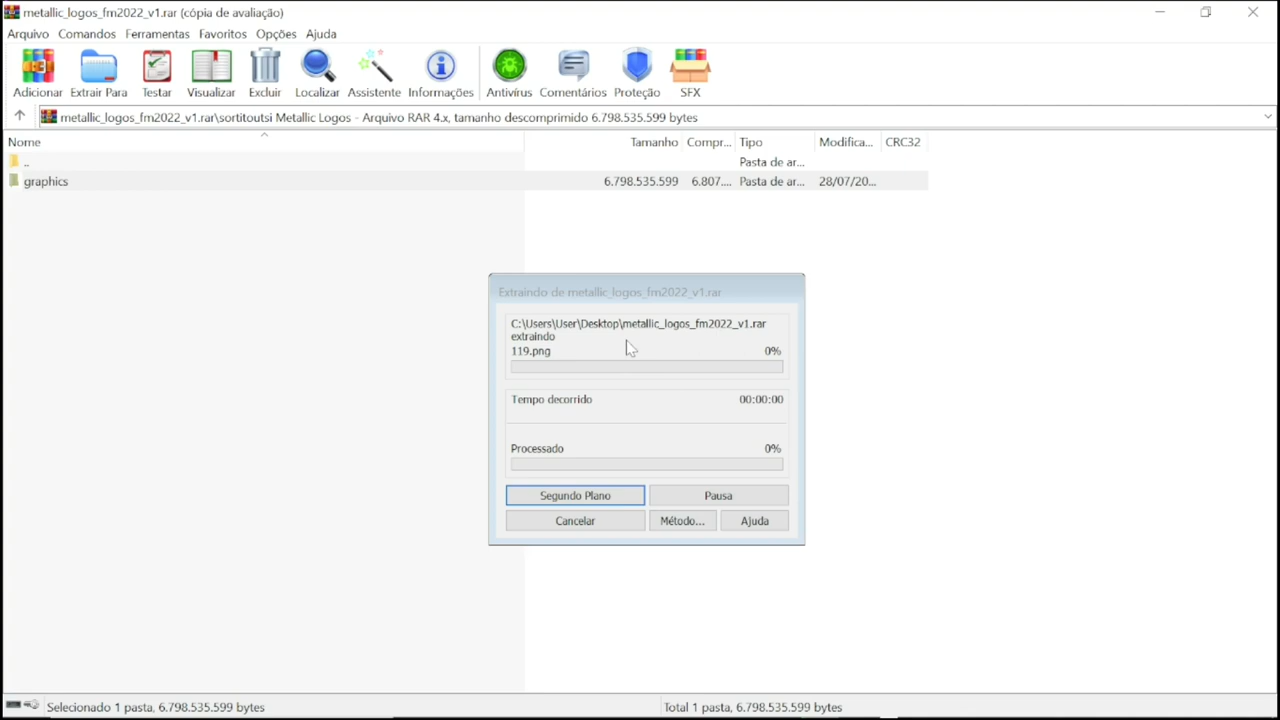 metallic_logos_fm2022_v1.rar (cópia de avaliação)
Arquivo Comandos Ferramentas Favoritos Opções Ajuda
Adicionar Extrair Para Testar Visualizar Excluir Localizar Assistente Informações Antivírus Comentários Proteção SFX
metallic_logos_fm2022_v1.rar\sortitoutsi Metallic Logos - Arquivo RAR 4.x, tamanho descomprimido 6.798.535.599 bytes
Nome Tamanho Compr... Tipo Modifica... CRC32
.. Pasta de ar...
graphics 6.798.535.599 6.807.... Pasta de ar... 28/07/20...
Extraindo de metallic_logos_fm2022_v1.rar
C:\Users\User\Desktop\metallic_logos_fm2022_v1.rar
extraindo
119.png 0%
Tempo decorrido 00:00:00
Processado 0%
Segundo Plano Pausa
Cancelar Método... Ajuda
Selecionado 1 pasta, 6.798.535.599 bytes Total 1 pasta, 6.798.535.599 bytes